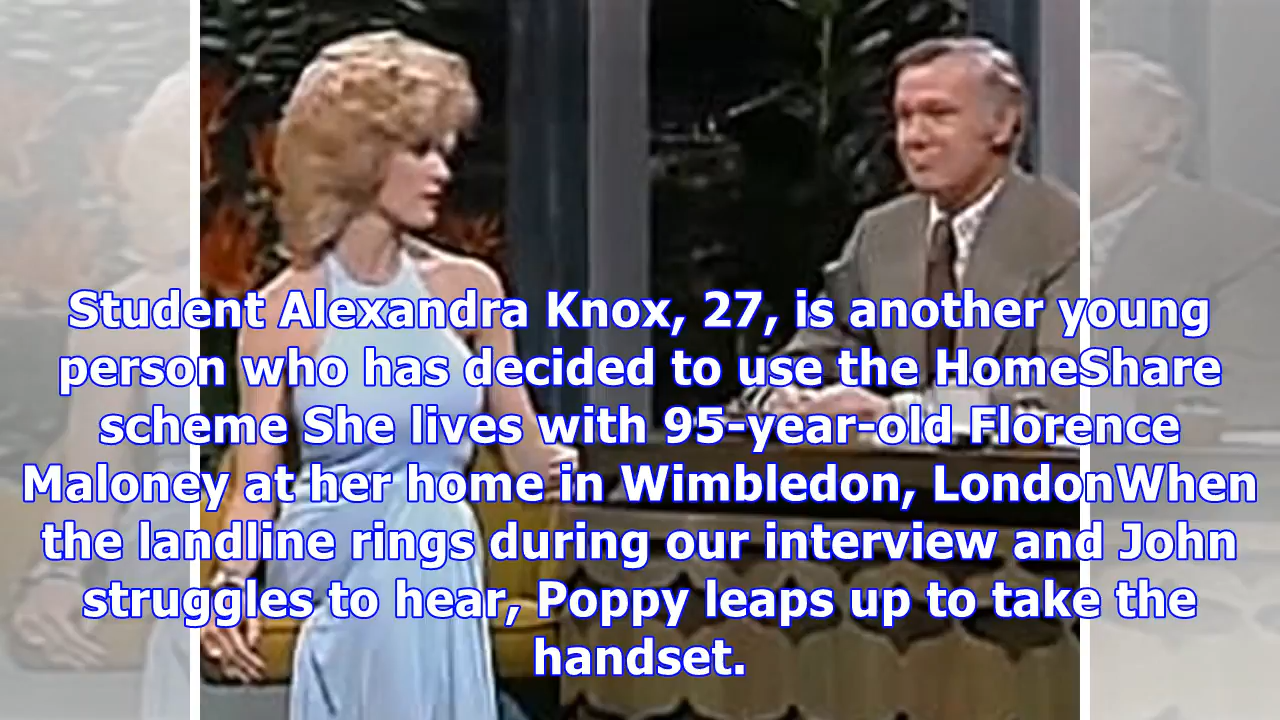 Student Alexandra Knox, 27, is another young
person who has decided to use the HomeShare
scheme She lives with 95-year-old Florence
Maloney at her home in Wimbledon, LondonWhen
the landline rings during our interview and John
struggles to hear, Poppy leaps up to take the
handset.